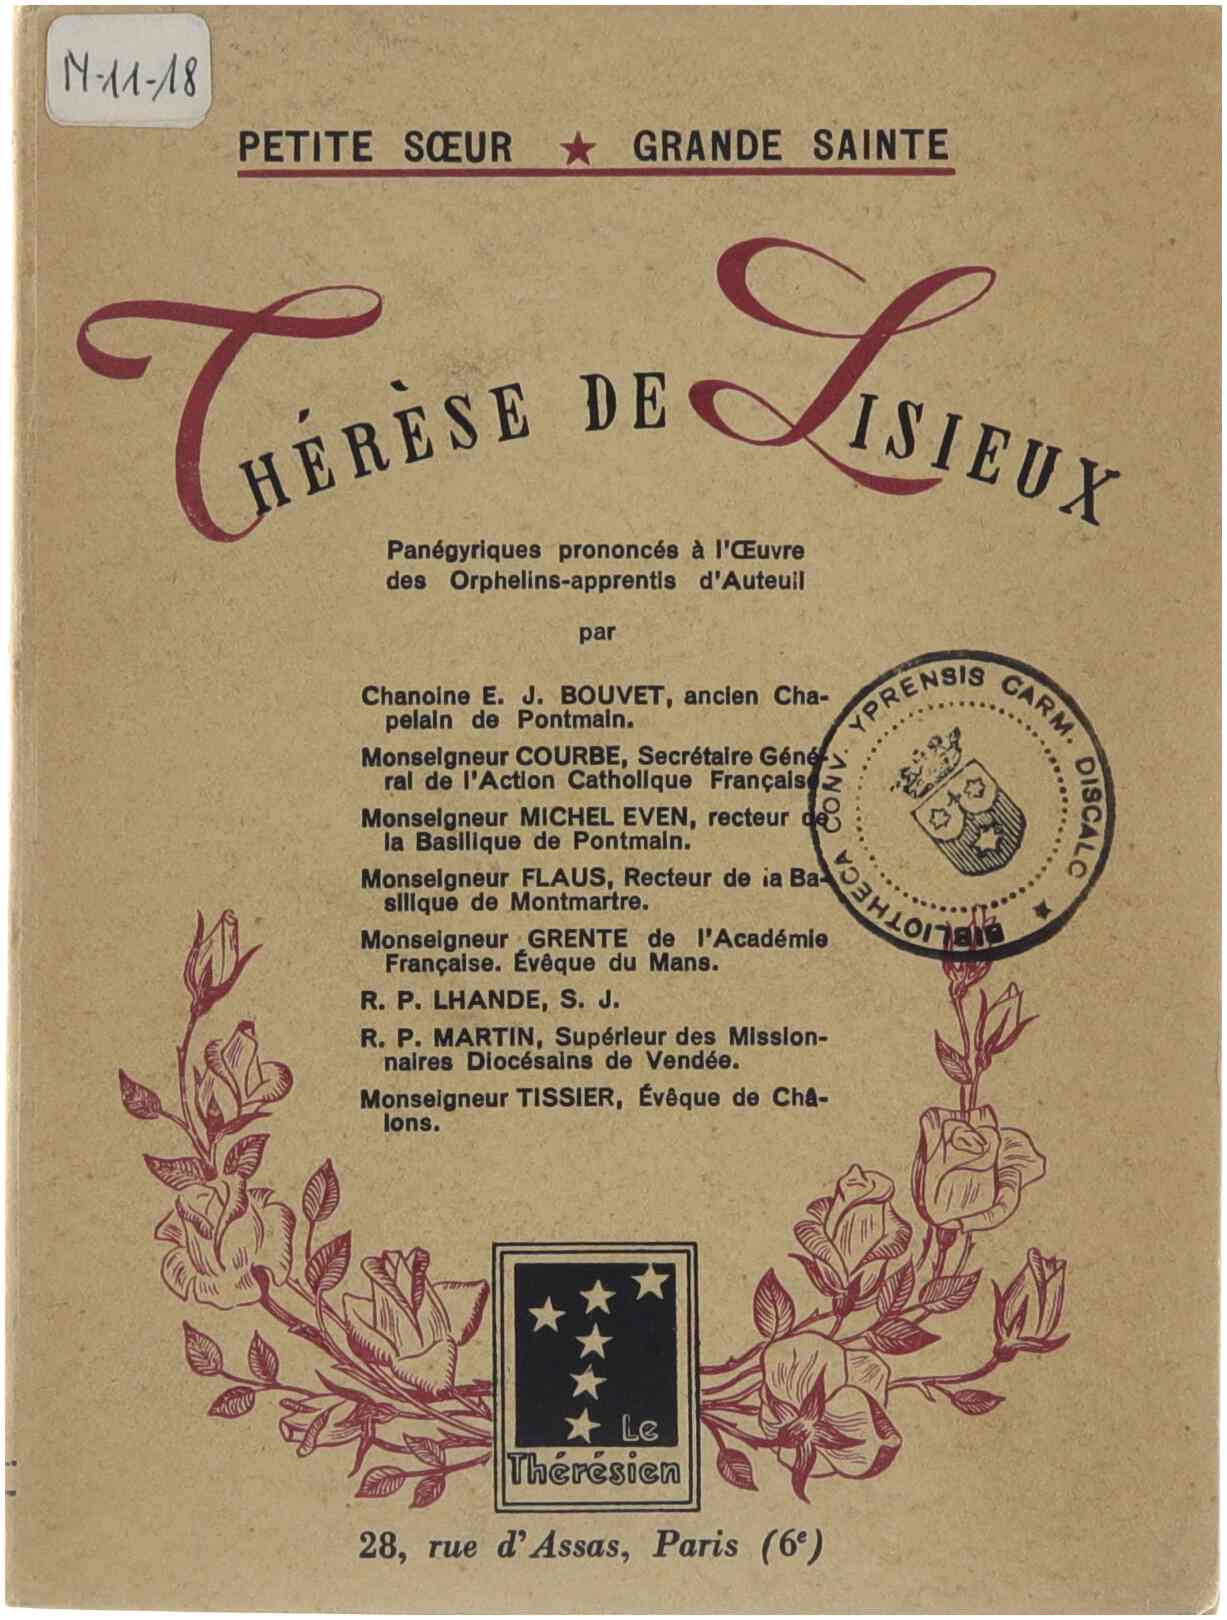 M-11-18
PETITE SŒUR ★ GRANDE SAINTE
THÉRÈSE DE LISIEUX
Panégyriques prononcés à l'Œuvre
des Orphelins-apprentis d'Auteuil
par
Chanoine E. J. BOUVET, ancien Cha-
pelain de Pontmain.
Monseigneur COURBE, Secrétaire Géné-
ral de l'Action Catholique Française
Monseigneur MICHEL EVEN, recteur de
la Basilique de Pontmain.
Monseigneur FLAUS, Recteur de la Ba-
silique de Montmartre.
Monseigneur GRENTE de l'Académie
Française. Évêque du Mans.
R. P. LHANDE, S. J.
R. P. MARTIN, Supérieur des Mission-
naires Diocésains de Vendée.
Monseigneur TISSIER, Évêque de Châ-
lons.
BIBLIOTHECA CONV. YPRENSIS CARM. DISCALC ★
Le
Thérésien
28, rue d'Assas, Paris (6e)